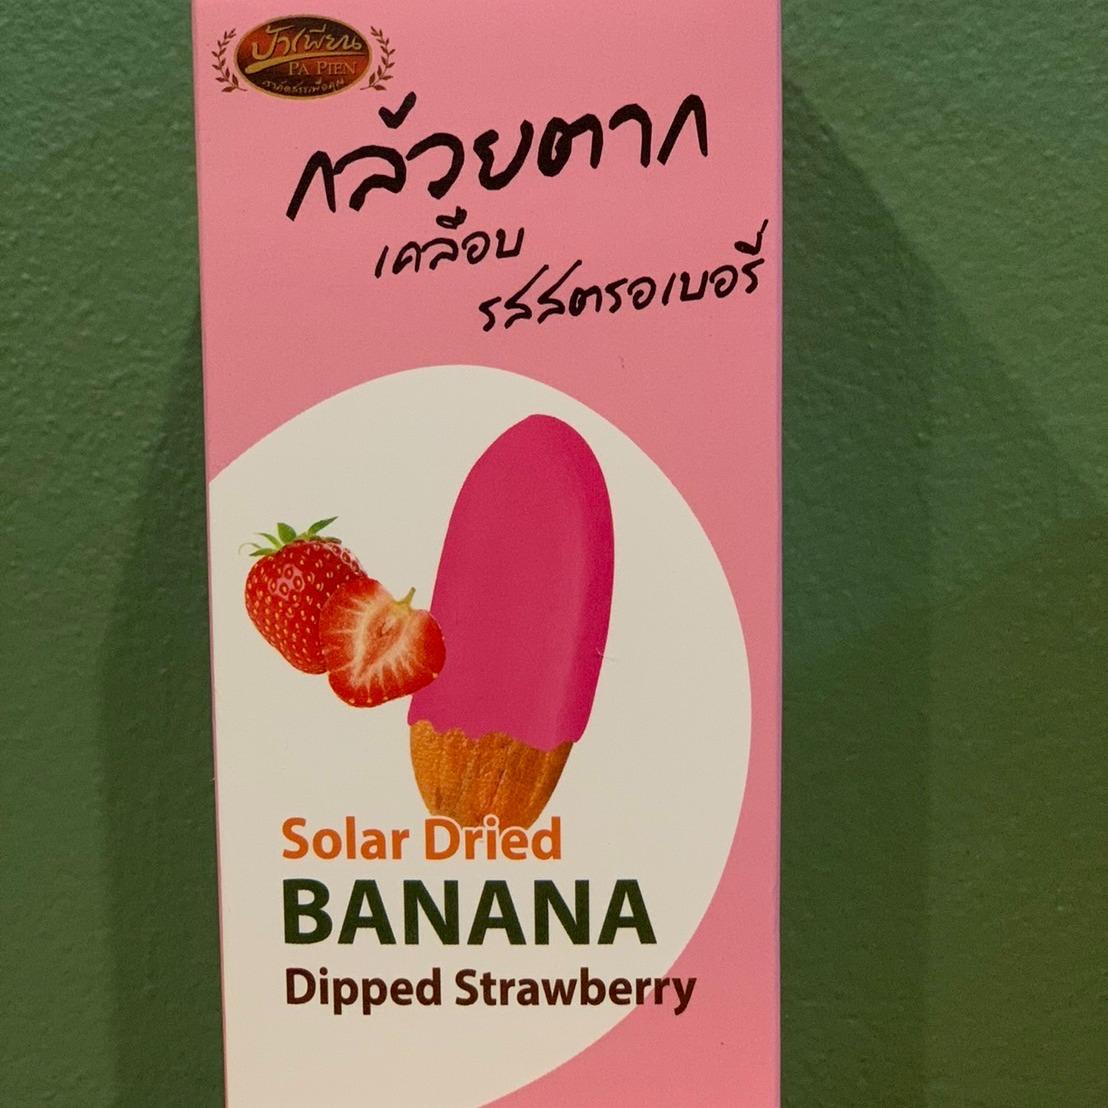 ป้าเพียน
PA PIEN
กล้วยตาก
เคลือบ
รสสตรอเบอรี่
Solar Dried
BANANA
Dipped Strawberry